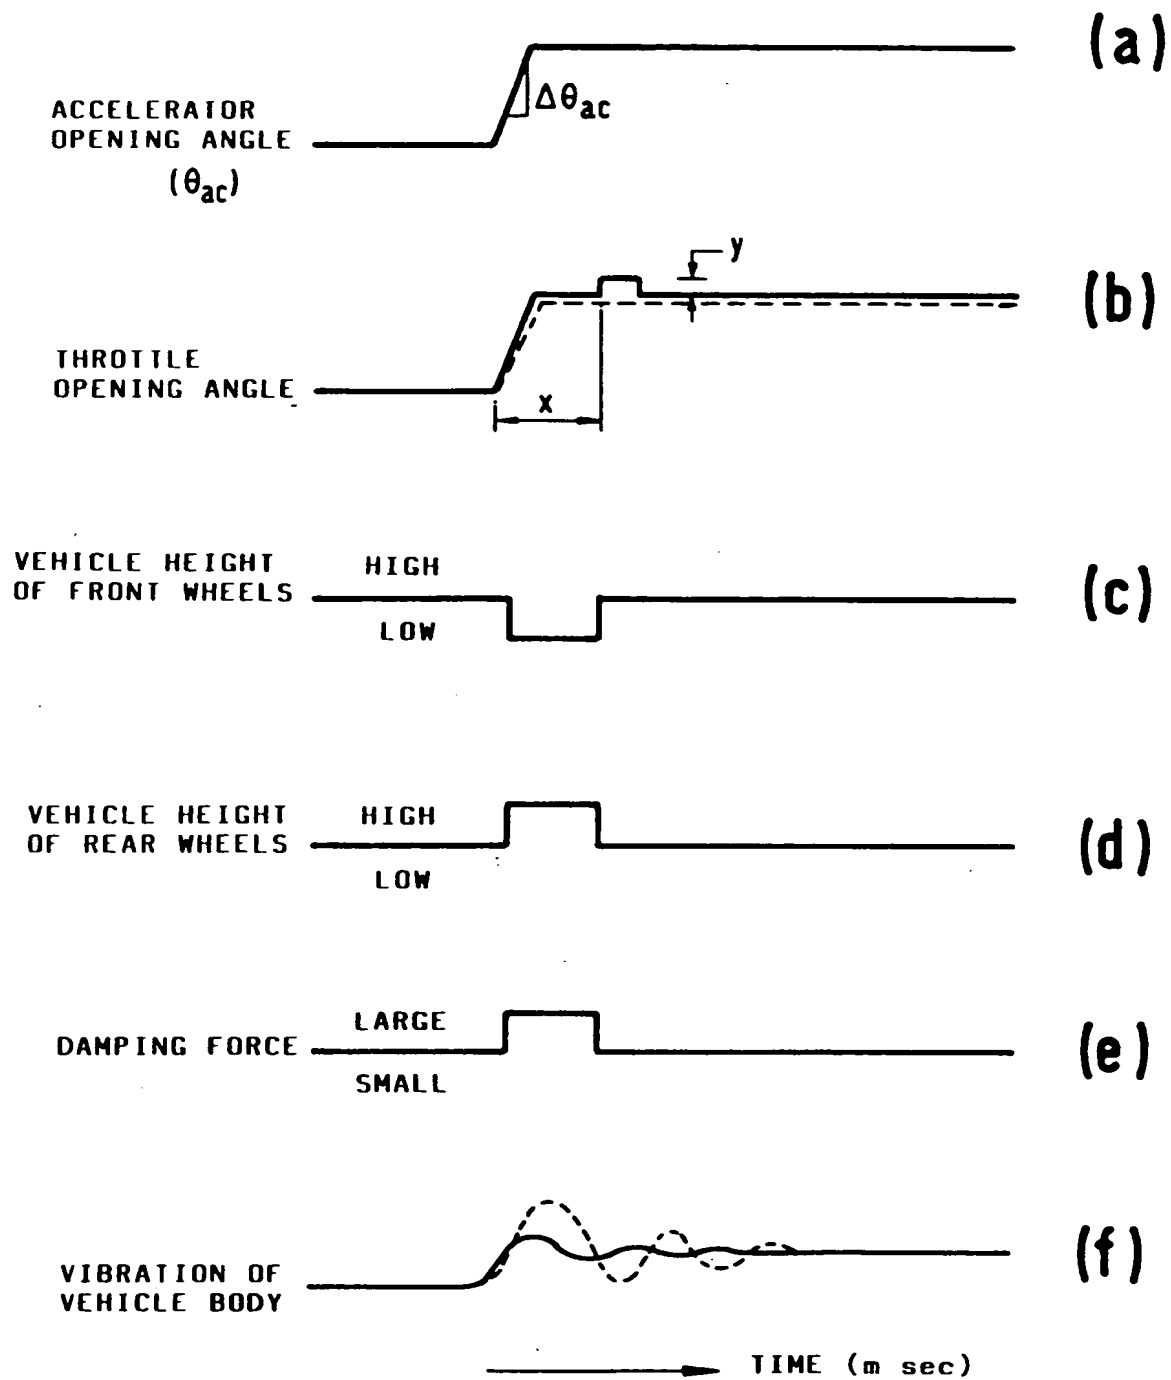 (a)
Δθac
ACCELERATOR
OPENING ANGLE
(θac)
y
(b)
THROTTLE
OPENING ANGLE
x
VEHICLE HEIGHT
OF FRONT WHEELS
HIGH
LOW
(c)
VEHICLE HEIGHT
OF REAR WHEELS
HIGH
LOW
(d)
DAMPING FORCE
LARGE
SMALL
(e)
VIBRATION OF
VEHICLE BODY
(f)
TIME (m sec)